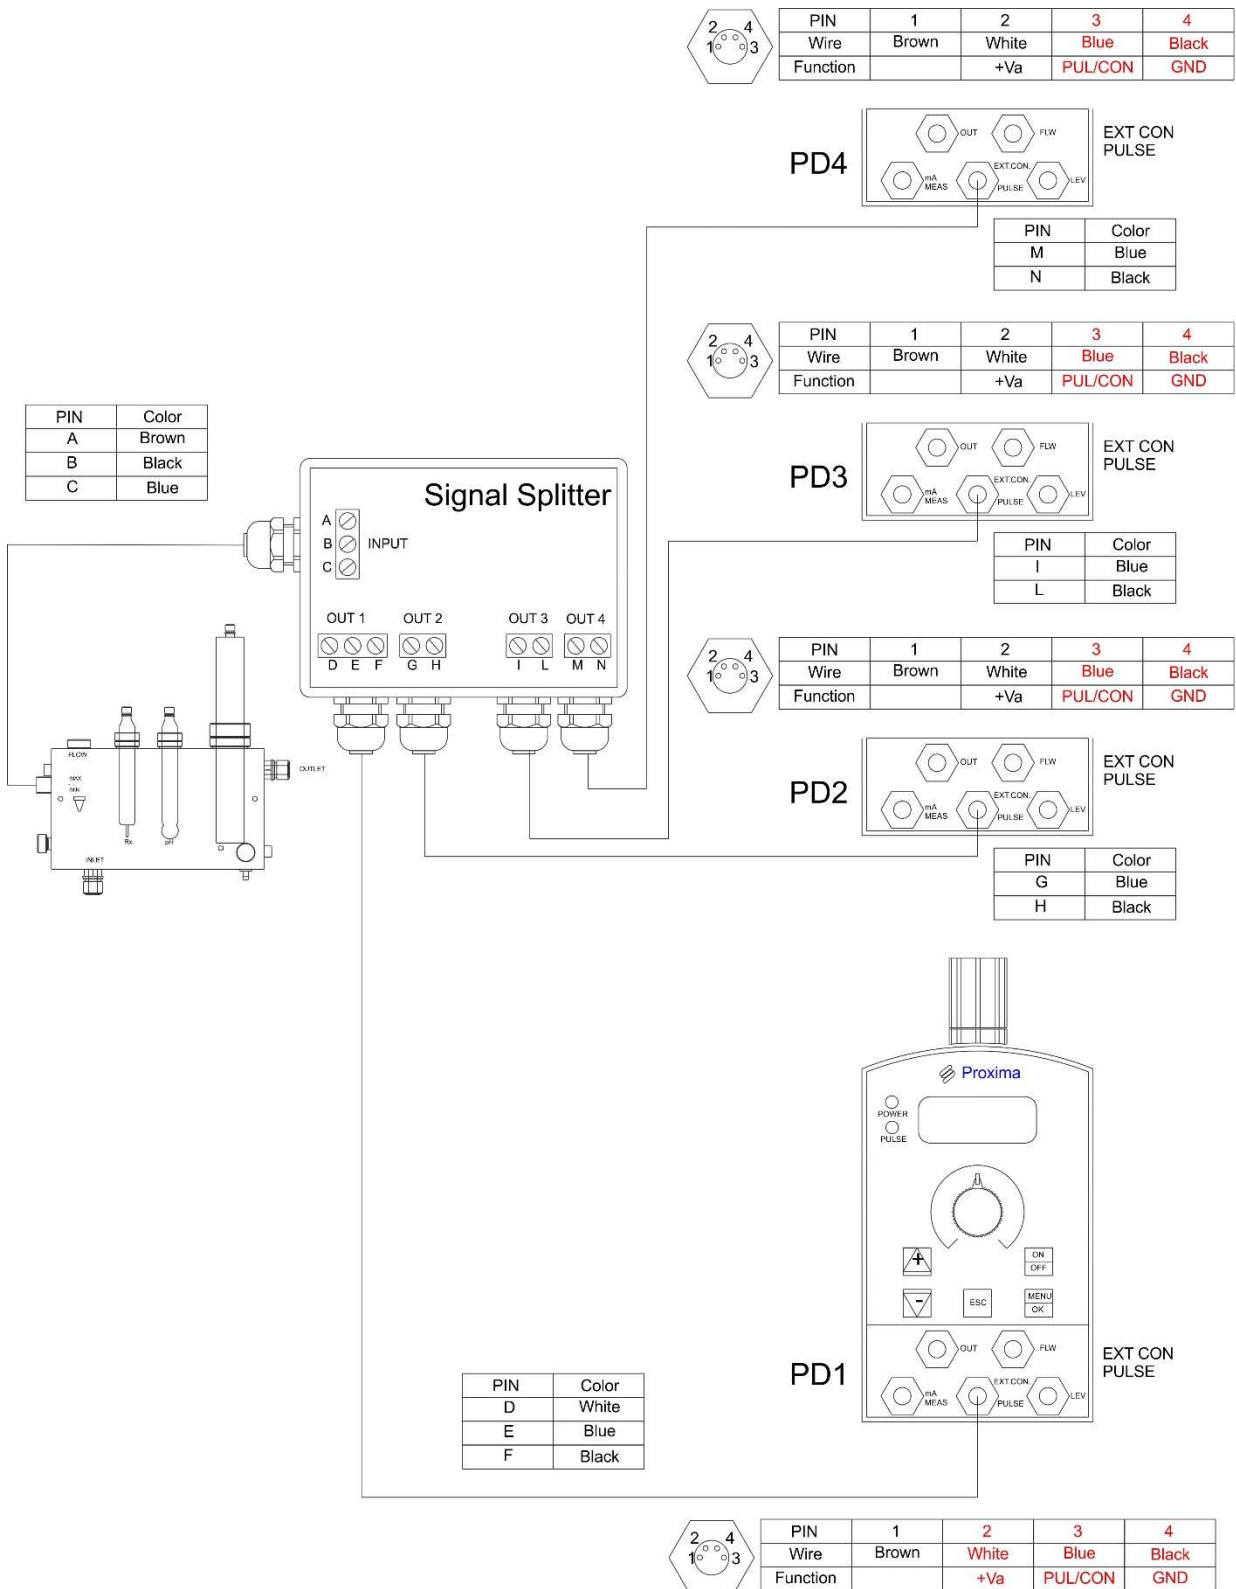 PIN 1 2 3 4
Wire Brown White Blue Black
Function +Va PUL/CON GND
2 4
1 3
PD4
OUT FLW
mA MEAS
EXT.CON. PULSE
LEV
EXT CON
PULSE
PIN Color
M Blue
N Black
PIN 1 2 3 4
Wire Brown White Blue Black
Function +Va PUL/CON GND
2 4
1 3
PD3
OUT FLW
mA MEAS
EXT.CON. PULSE
LEV
EXT CON
PULSE
PIN Color
I Blue
L Black
PIN Color
A Brown
B Black
C Blue
Signal Splitter
A
B INPUT
C
OUT 1 OUT 2 OUT 3 OUT 4
D E F G H I L M N
PIN 1 2 3 4
Wire Brown White Blue Black
Function +Va PUL/CON GND
2 4
1 3
PD2
OUT FLW
mA MEAS
EXT.CON. PULSE
LEV
EXT CON
PULSE
PIN Color
G Blue
H Black
FLOW
MAX
MIN
Rx pH Cl
OUTLET
INLET
Proxima
POWER
PULSE
+ ON OFF
- ESC MENU OK
PD1
OUT FLW
mA MEAS
EXT.CON. PULSE
LEV
EXT CON
PULSE
PIN Color
D White
E Blue
F Black
2 4
1 3
PIN 1 2 3 4
Wire Brown White Blue Black
Function +Va PUL/CON GND